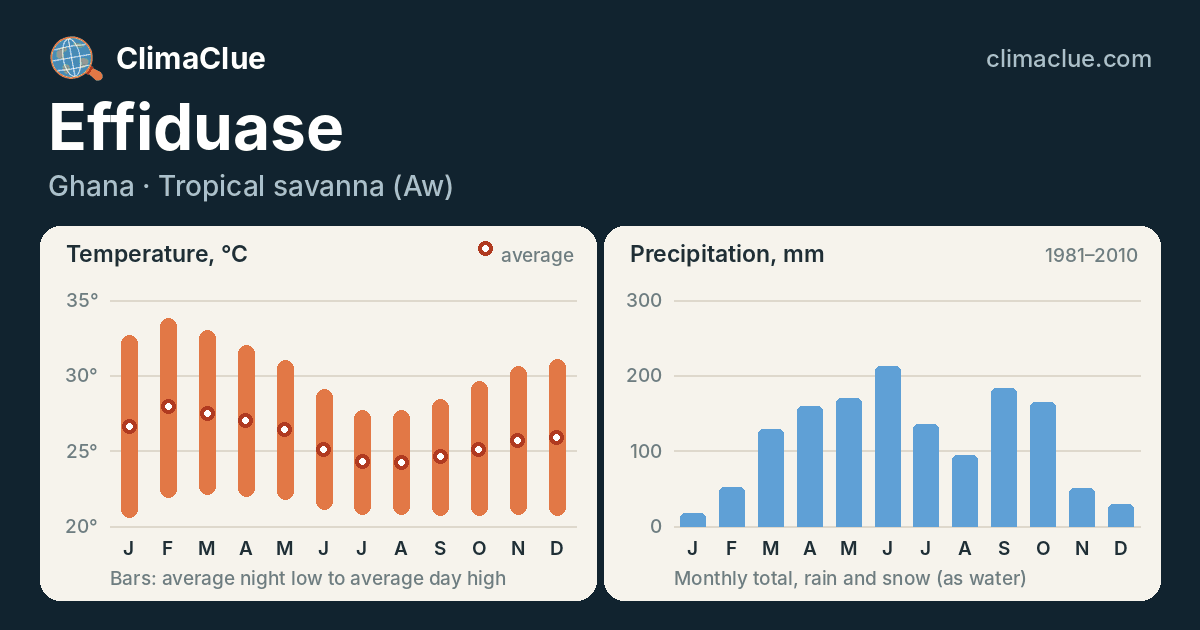 ClimaClue
climaclue.com
Effiduase
Ghana · Tropical savanna (Aw)
Temperature, °C
average
35°
30°
25°
20°
J F M A M J J A S O N D
Bars: average night low to average day high
Precipitation, mm
1981–2010
300
200
100
0
J F M A M J J A S O N D
Monthly total, rain and snow (as water)